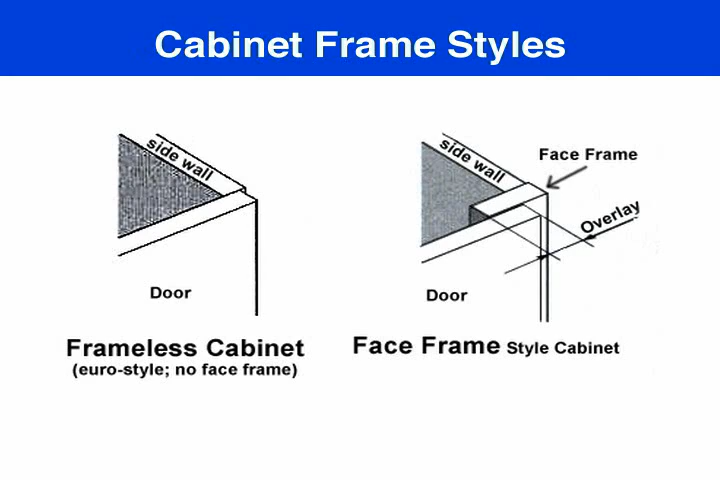 Cabinet Frame Styles
side wall
Door
Frameless Cabinet
(euro-style; no face frame)
side wall
Face Frame
Overlay
Door
Face Frame Style Cabinet